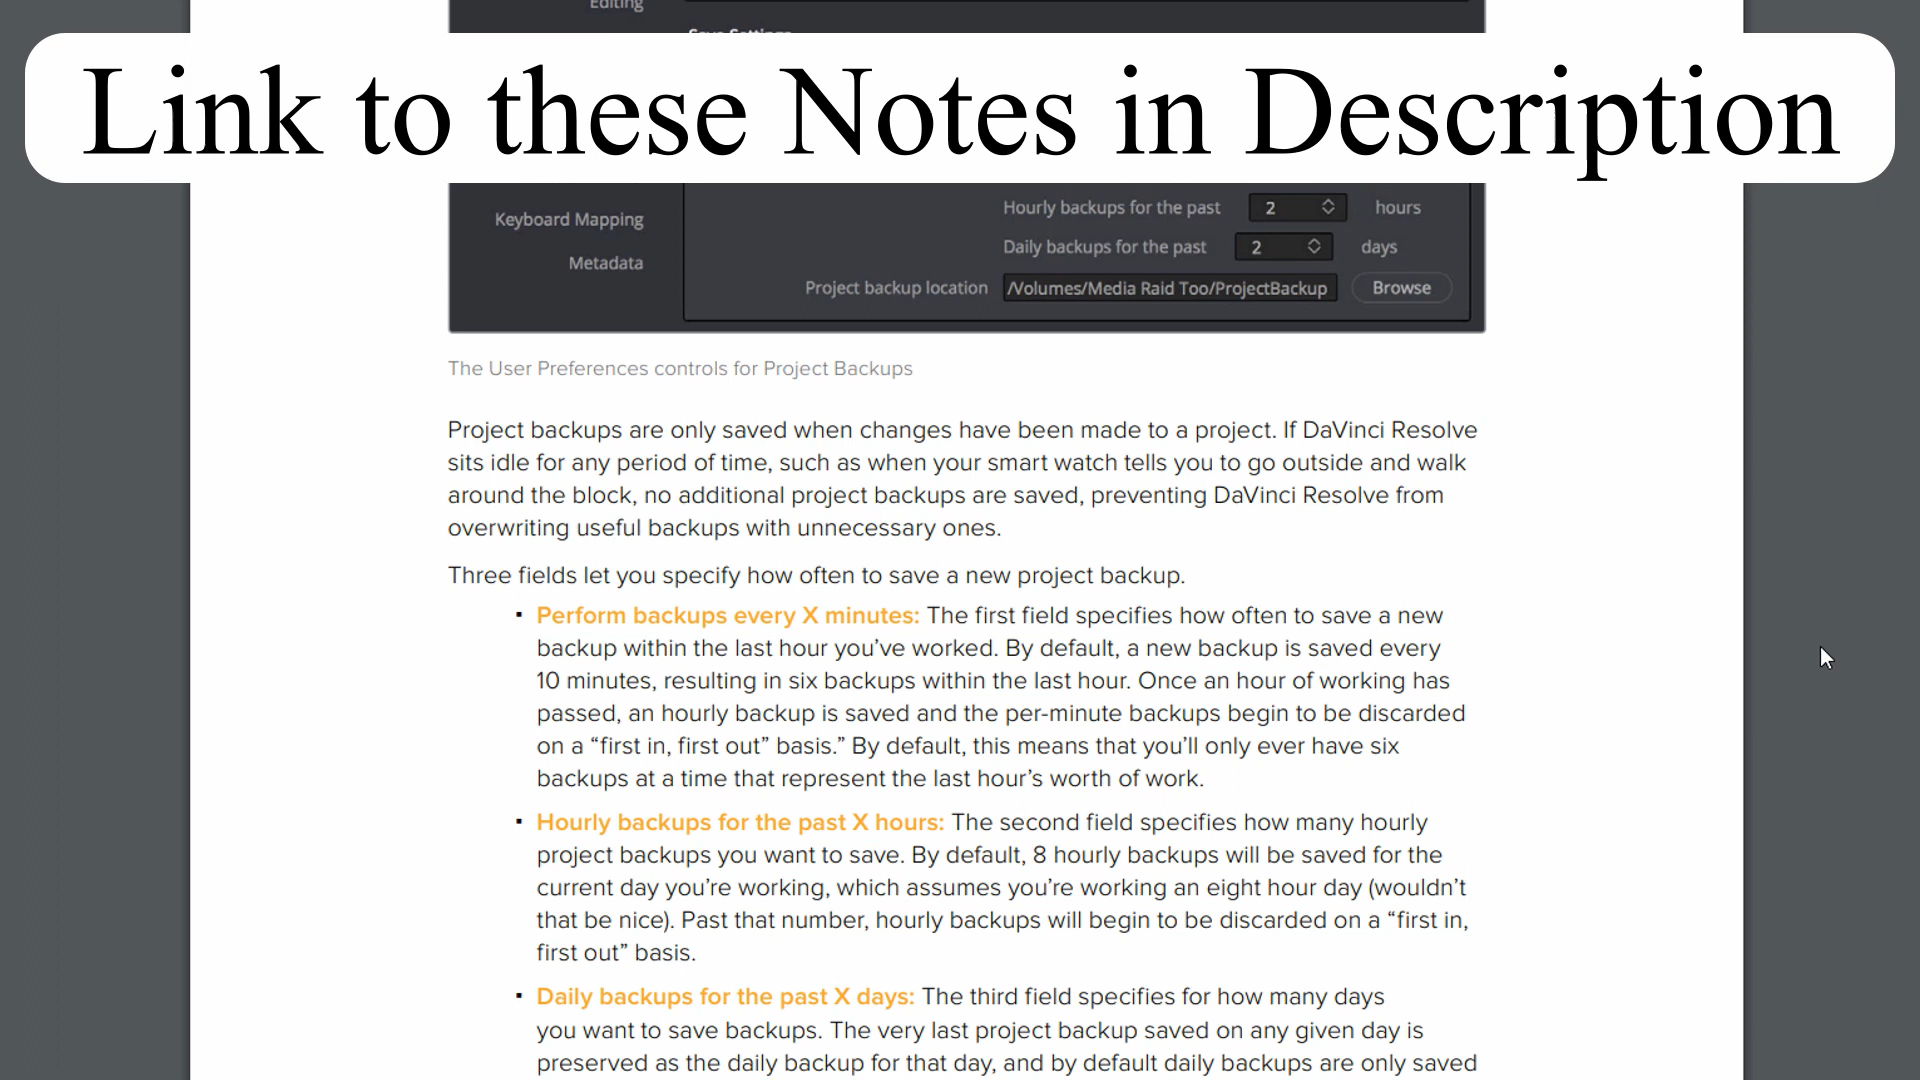 Editing
Save Settings
Link to these Notes in Description
Hourly backups for the past 2 hours
Keyboard Mapping
Daily backups for the past 2 days
Metadata
Project backup location /Volumes/Media Raid Too/ProjectBackup Browse
The User Preferences controls for Project Backups
Project backups are only saved when changes have been made to a project. If DaVinci Resolve
sits idle for any period of time, such as when your smart watch tells you to go outside and walk
around the block, no additional project backups are saved, preventing DaVinci Resolve from
overwriting useful backups with unnecessary ones.
Three fields let you specify how often to save a new project backup.
▪ Perform backups every X minutes: The first field specifies how often to save a new
backup within the last hour you’ve worked. By default, a new backup is saved every
10 minutes, resulting in six backups within the last hour. Once an hour of working has
passed, an hourly backup is saved and the per-minute backups begin to be discarded
on a “first in, first out” basis.” By default, this means that you’ll only ever have six
backups at a time that represent the last hour’s worth of work.
▪ Hourly backups for the past X hours: The second field specifies how many hourly
project backups you want to save. By default, 8 hourly backups will be saved for the
current day you’re working, which assumes you’re working an eight hour day (wouldn’t
that be nice). Past that number, hourly backups will begin to be discarded on a “first in,
first out” basis.
▪ Daily backups for the past X days: The third field specifies for how many days
you want to save backups. The very last project backup saved on any given day is
preserved as the daily backup for that day, and by default daily backups are only saved